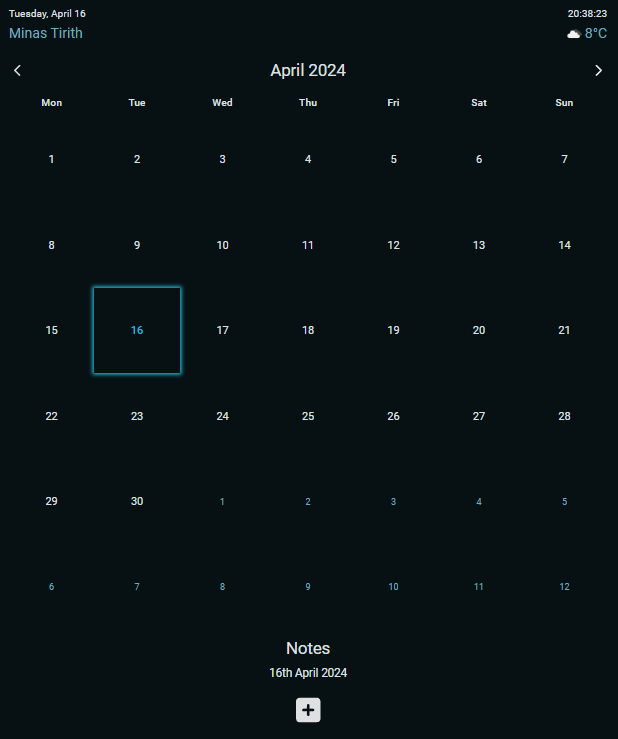 Tuesday, April 16 20:38:23
Minas Tirith 8°C
April 2024
Mon Tue Wed Thu Fri Sat Sun
1 2 3 4 5 6 7
8 9 10 11 12 13 14
15 16 17 18 19 20 21
22 23 24 25 26 27 28
29 30 1 2 3 4 5
6 7 8 9 10 11 12
Notes
16th April 2024